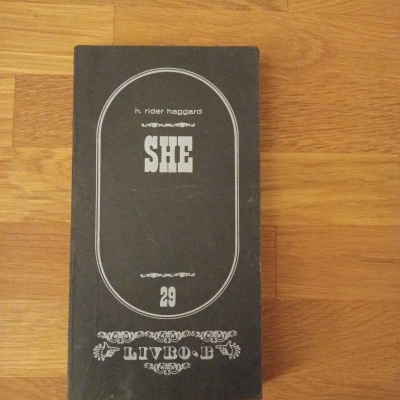 h. rider haggard
SHE
29
LIVRO-B